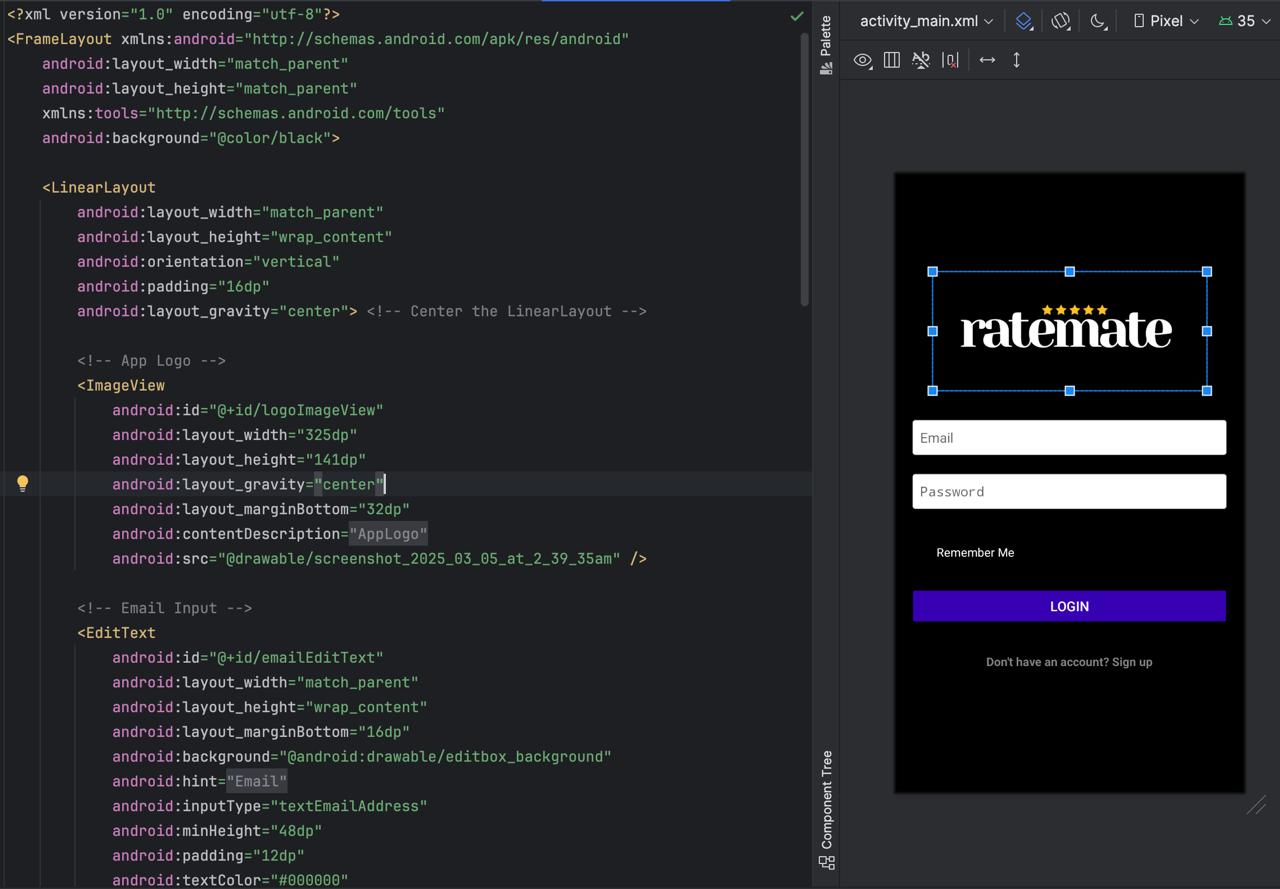 <?xml version="1.0" encoding="utf-8"?>
<FrameLayout xmlns:android="http://schemas.android.com/apk/res/android"
android:layout_width="match_parent"
android:layout_height="match_parent"
xmlns:tools="http://schemas.android.com/tools"
android:background="@color/black">
<LinearLayout
android:layout_width="match_parent"
android:layout_height="wrap_content"
android:orientation="vertical"
android:padding="16dp"
android:layout_gravity="center"> <!-- Center the LinearLayout -->
<!-- App Logo -->
<ImageView
android:id="@+id/logoImageView"
android:layout_width="325dp"
android:layout_height="141dp"
android:layout_gravity="center"
android:layout_marginBottom="32dp"
android:contentDescription="AppLogo"
android:src="@drawable/screenshot_2025_03_05_at_2_39_35am" />
<!-- Email Input -->
<EditText
android:id="@+id/emailEditText"
android:layout_width="match_parent"
android:layout_height="wrap_content"
android:layout_marginBottom="16dp"
android:background="@android:drawable/editbox_background"
android:hint="Email"
android:inputType="textEmailAddress"
android:minHeight="48dp"
android:padding="12dp"
android:textColor="#000000"
Palette
Component Tree
activity_main.xml
Pixel
35
ratemate
Email
Password
Remember Me
LOGIN
Don't have an account? Sign up